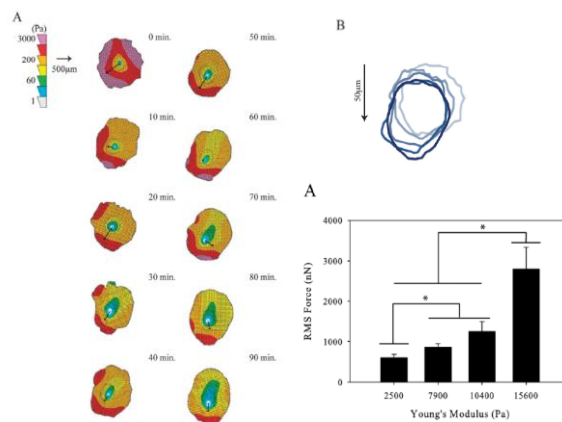 A
(Pa)
3000
200
60
1
500µm
0 min.
50 min.
10 min.
60 min.
20 min.
70 min.
30 min.
80 min.
40 min.
90 min.
B
50µm
A
RMS Force (nN)
4000
3000
2000
1000
0
*
*
2500 7900 10400 15600
Young's Modulus (Pa)